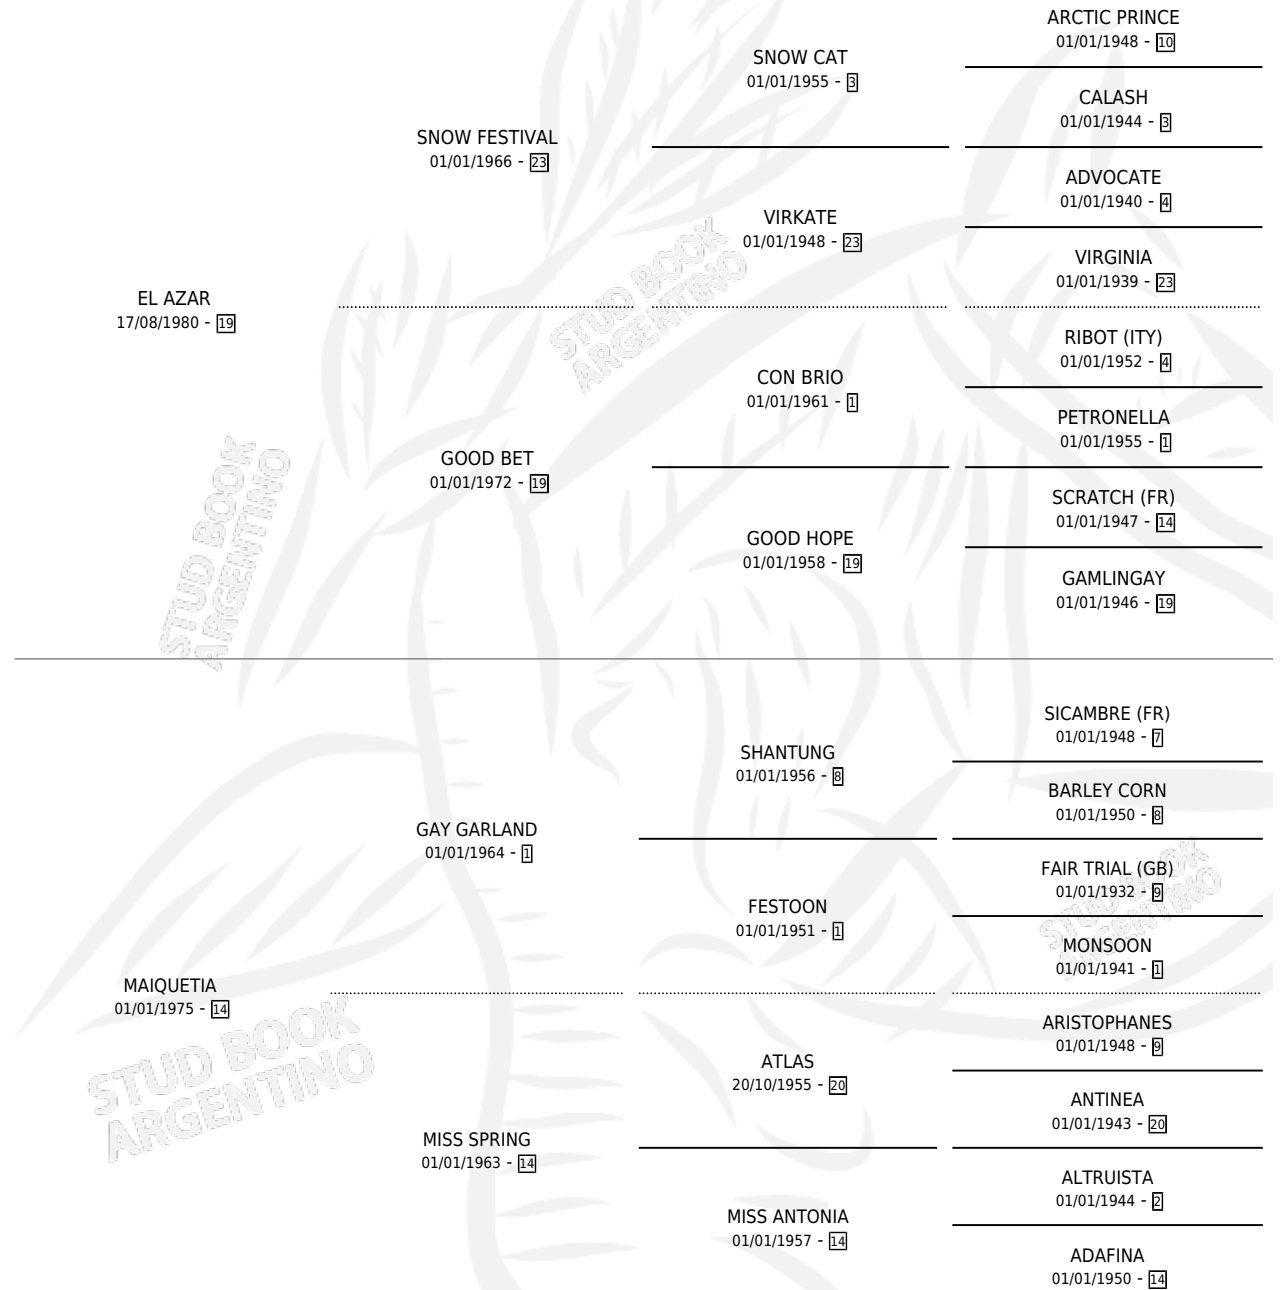 ARCTIC PRINCE
01/01/1948 - 10
SNOW CAT
01/01/1955 - 3
CALASH
01/01/1944 - 3
SNOW FESTIVAL
01/01/1966 - 23
ADVOCATE
01/01/1940 - 4
VIRKATE
01/01/1948 - 23
VIRGINIA
01/01/1939 - 23
EL AZAR
17/08/1980 - 19
STUD BOOK
ARGENTINO
RIBOT (ITY)
01/01/1952 - 4
CON BRIO
01/01/1961 - 1
PETRONELLA
01/01/1955 - 1
GOOD BET
01/01/1972 - 19
SCRATCH (FR)
01/01/1947 - 14
GOOD HOPE
01/01/1958 - 19
GAMLINGAY
01/01/1946 - 19
STUD BOOK
ARGENTINO
SICAMBRE (FR)
01/01/1948 - 7
SHANTUNG
01/01/1956 - 8
BARLEY CORN
01/01/1950 - 8
GAY GARLAND
01/01/1964 - 1
FAIR TRIAL (GB)
01/01/1932 - 9
FESTOON
01/01/1951 - 1
STUD BOOK
ARGENTINO
MONSOON
01/01/1941 - 1
MAIQUETIA
01/01/1975 - 14
STUD BOOK
ARGENTINO
ARISTOPHANES
01/01/1948 - 9
ATLAS
20/10/1955 - 20
ANTINEA
01/01/1943 - 20
MISS SPRING
01/01/1963 - 14
ALTRUISTA
01/01/1944 - 2
MISS ANTONIA
01/01/1957 - 14
ADAFINA
01/01/1950 - 14